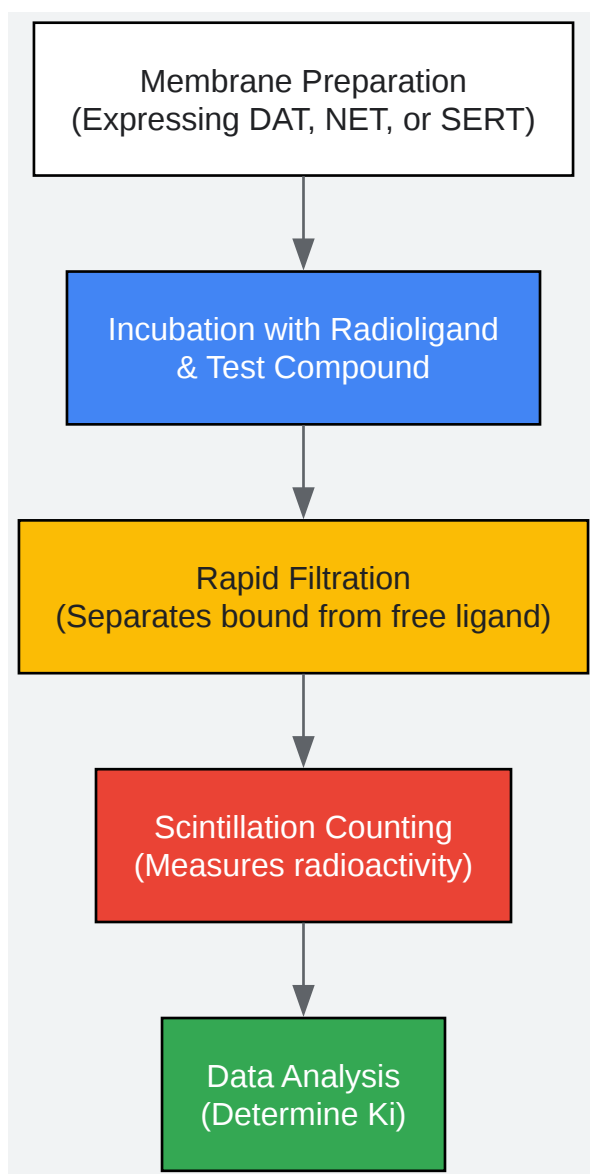 Membrane Preparation
(Expressing DAT, NET, or SERT)
Incubation with Radioligand
& Test Compound
Rapid Filtration
(Separates bound from free ligand)
Scintillation Counting
(Measures radioactivity)
Data Analysis
(Determine Ki)